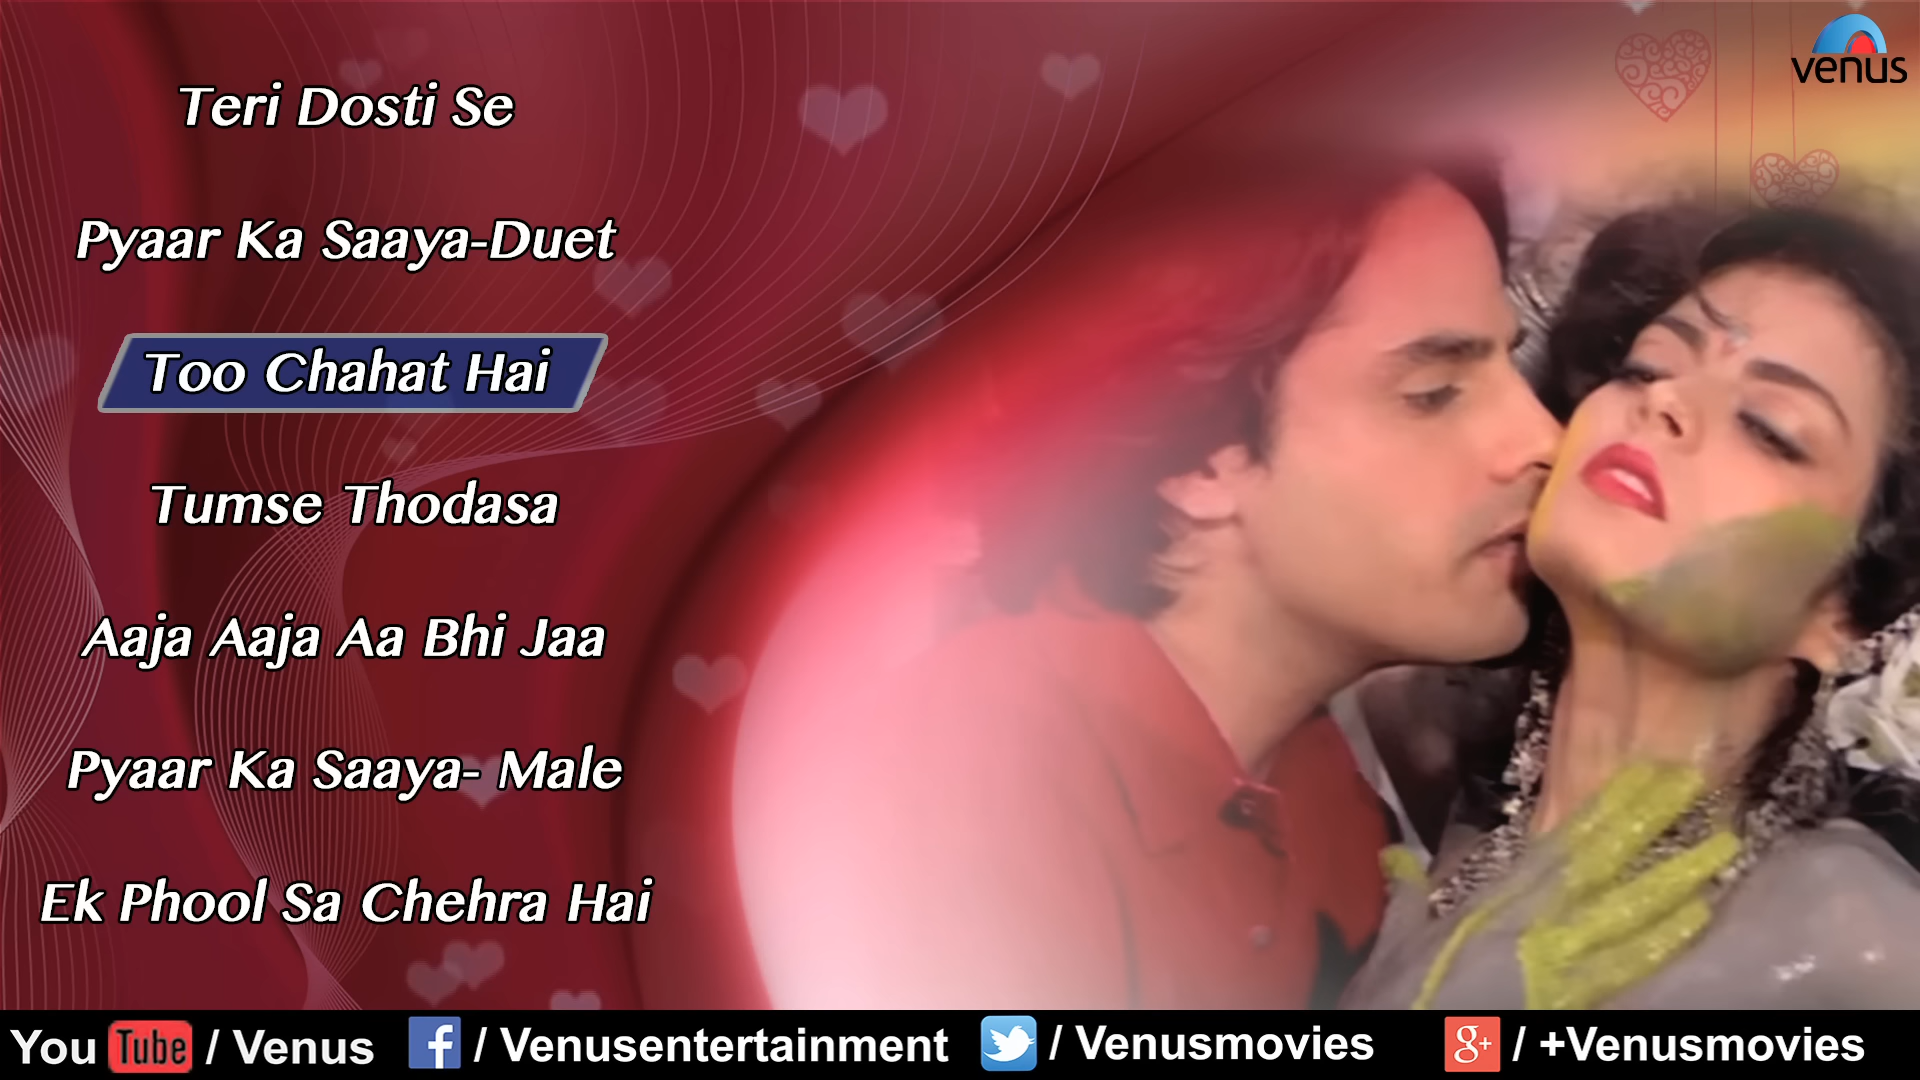 venus
Teri Dosti Se
Pyaar Ka Saaya-Duet
Too Chahat Hai
Tumse Thodasa
Aaja Aaja Aa Bhi Jaa
Pyaar Ka Saaya- Male
Ek Phool Sa Chehra Hai
You Tube / Venus f / Venusentertainment / Venusmovies g+ / +Venusmovies